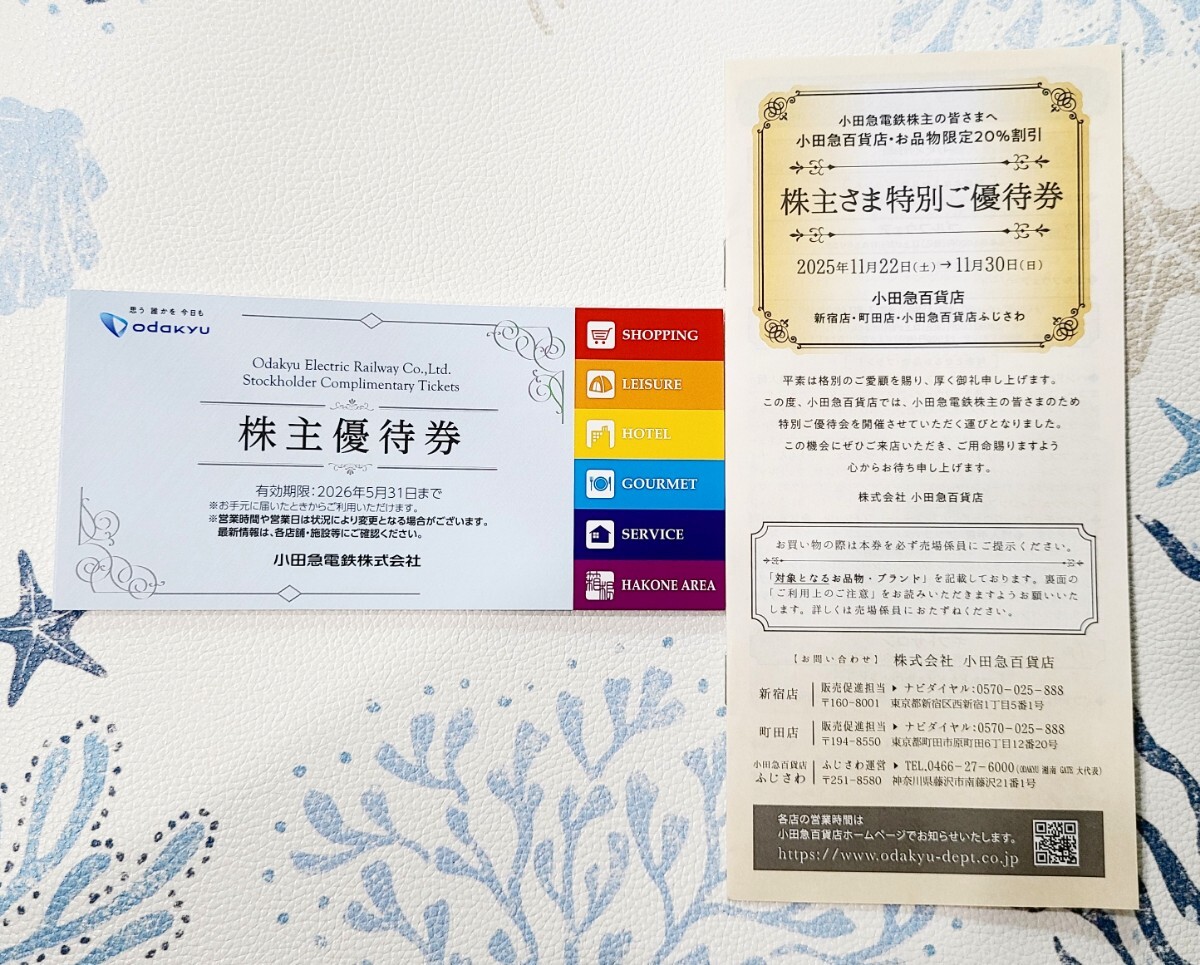 思う 誰かを 今日も
ODAKYU
Odakyu Electric Railway Co.,Ltd.
Stockholder Complimentary Tickets
株主優待券
有効期限:2026年5月31日まで
※お手元に届いたときからご利用いただけます。
※営業時間や営業日は状況により変更となる場合がございます。
最新情報は、各店舗・施設等にご確認ください。
小田急電鉄株式会社
SHOPPING
LEISURE
HOTEL
GOURMET
SERVICE
箱根
HAKONE AREA
小田急電鉄株主の皆さまへ
小田急百貨店・お品物限定20%割引
株主さま特別ご優待券
2025年11月22日(土)→11月30日(日)
小田急百貨店
新宿店・町田店・小田急百貨店ふじさわ
平素は格別のご愛顧を賜り、厚く御礼申し上げます。
この度、小田急百貨店では、小田急電鉄株主の皆さまのため
特別ご優待会を開催させていただく運びとなりました。
この機会にぜひご来店いただき、ご用命賜りますよう
心からお待ち申し上げます。
株式会社 小田急百貨店
お買い物の際は本券を必ず売場係員にご提示ください。
「対象となるお品物・ブランド」を記載しております。裏面の
「ご利用上のご注意」をお読みいただきますようお願いいた
します。詳しくは売場係員におたずねください。
【お問い合わせ】 株式会社 小田急百貨店
新宿店 販売促進担当 ▶ ナビダイヤル:0570-025-888
〒160-8001 東京都新宿区西新宿1丁目5番1号
町田店 販売促進担当 ▶ ナビダイヤル:0570-025-888
〒194-8550 東京都町田市原町田6丁目12番20号
小田急百貨店 ふじさわ ふじさわ運営 ▶ TEL.0466-27-6000(ODAKYU 湘南 GATE 大代表)
〒251-8580 神奈川県藤沢市南藤沢21番1号
各店の営業時間は
小田急百貨店ホームページでお知らせいたします。
https://www.odakyu-dept.co.jp